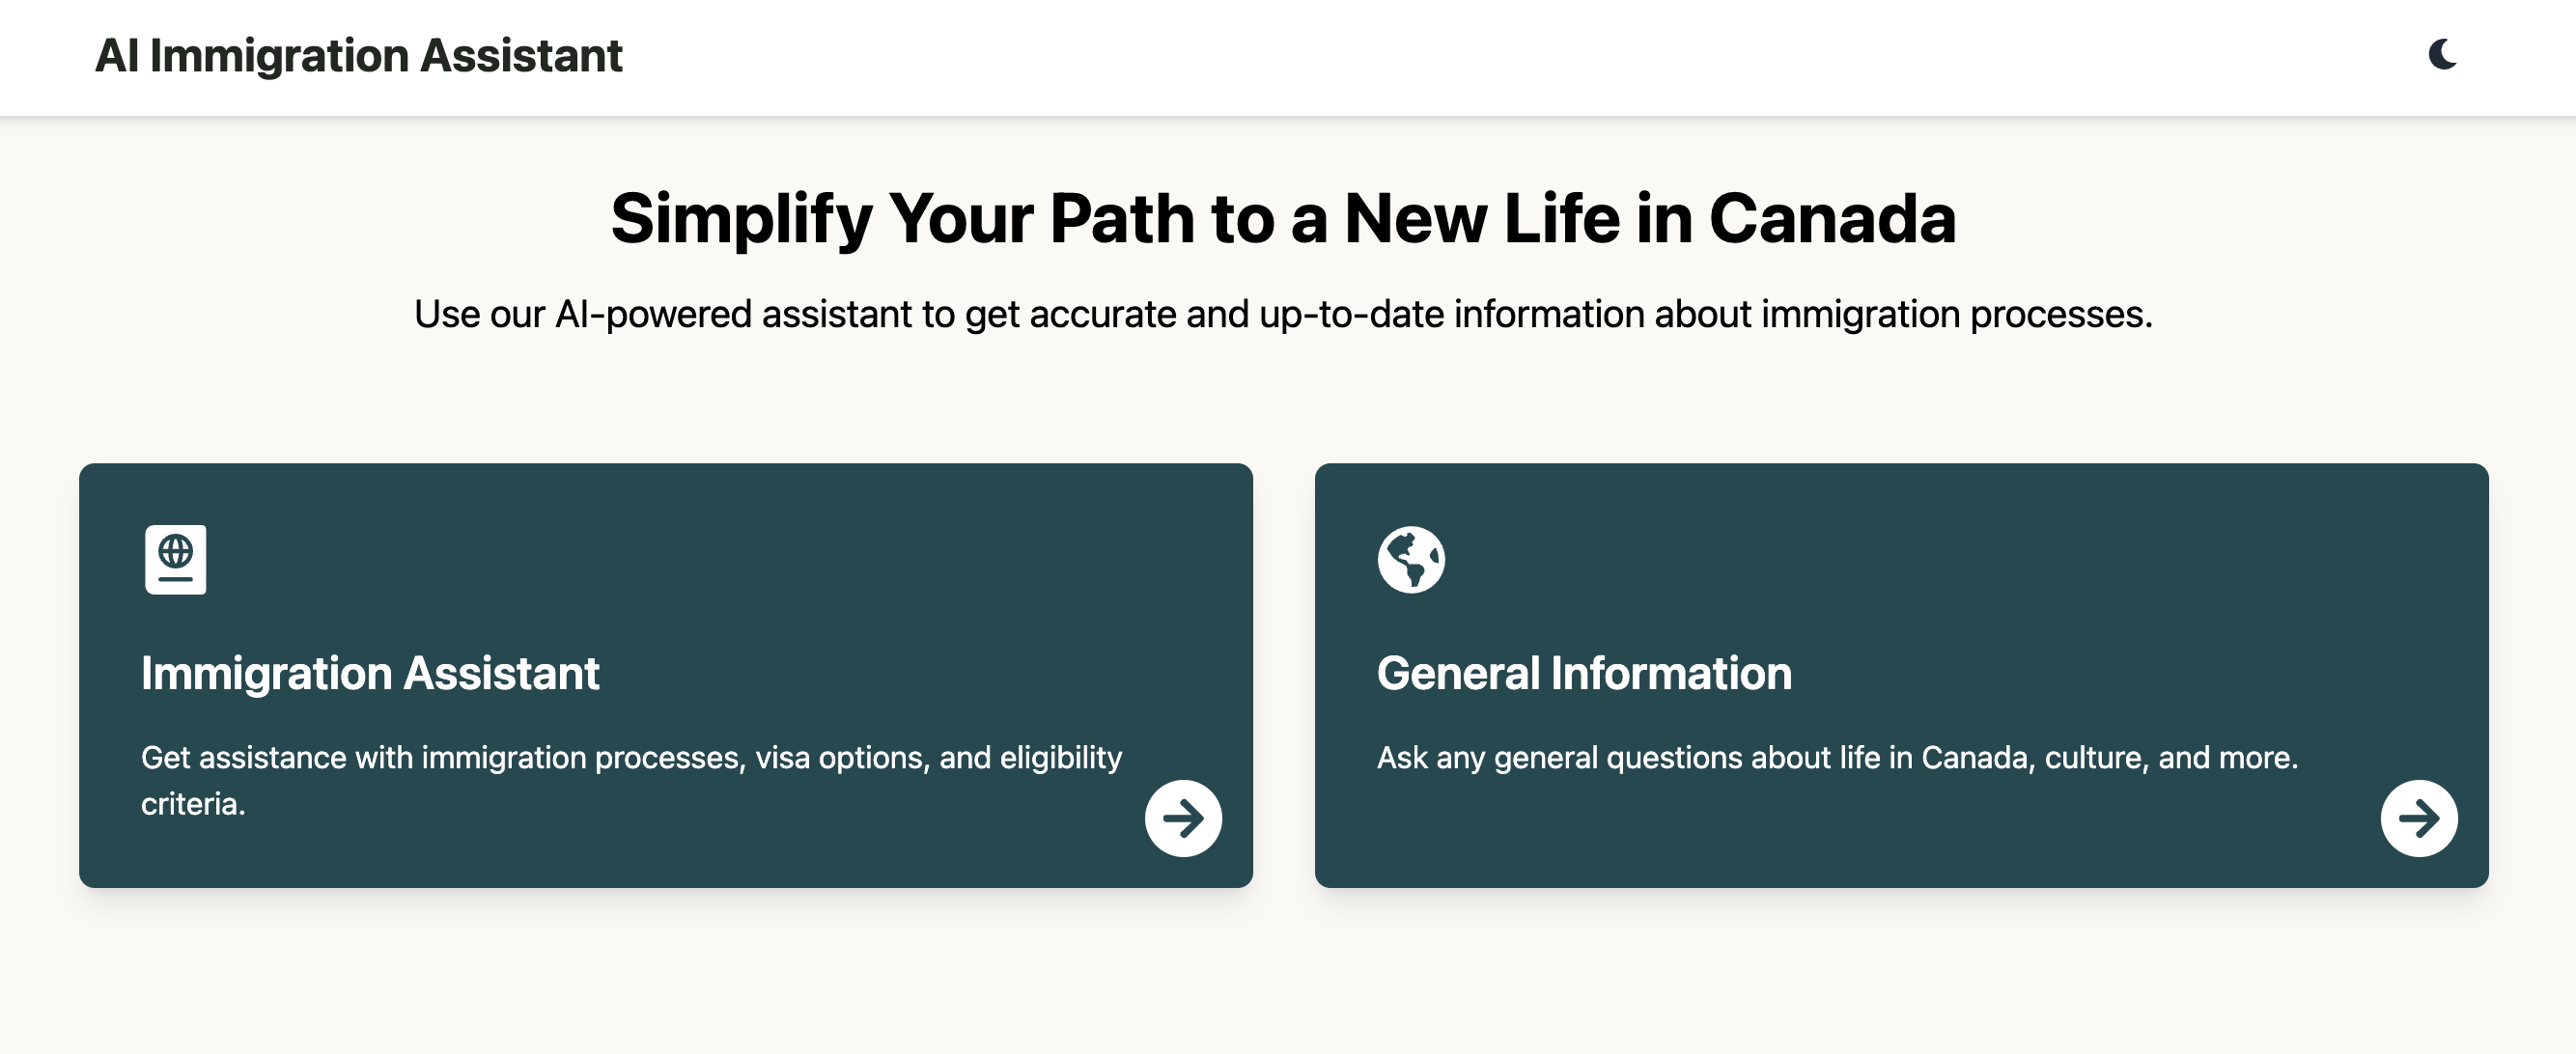 AI Immigration Assistant
Simplify Your Path to a New Life in Canada
Use our AI-powered assistant to get accurate and up-to-date information about immigration processes.
Immigration Assistant
Get assistance with immigration processes, visa options, and eligibility
criteria.
General Information
Ask any general questions about life in Canada, culture, and more.